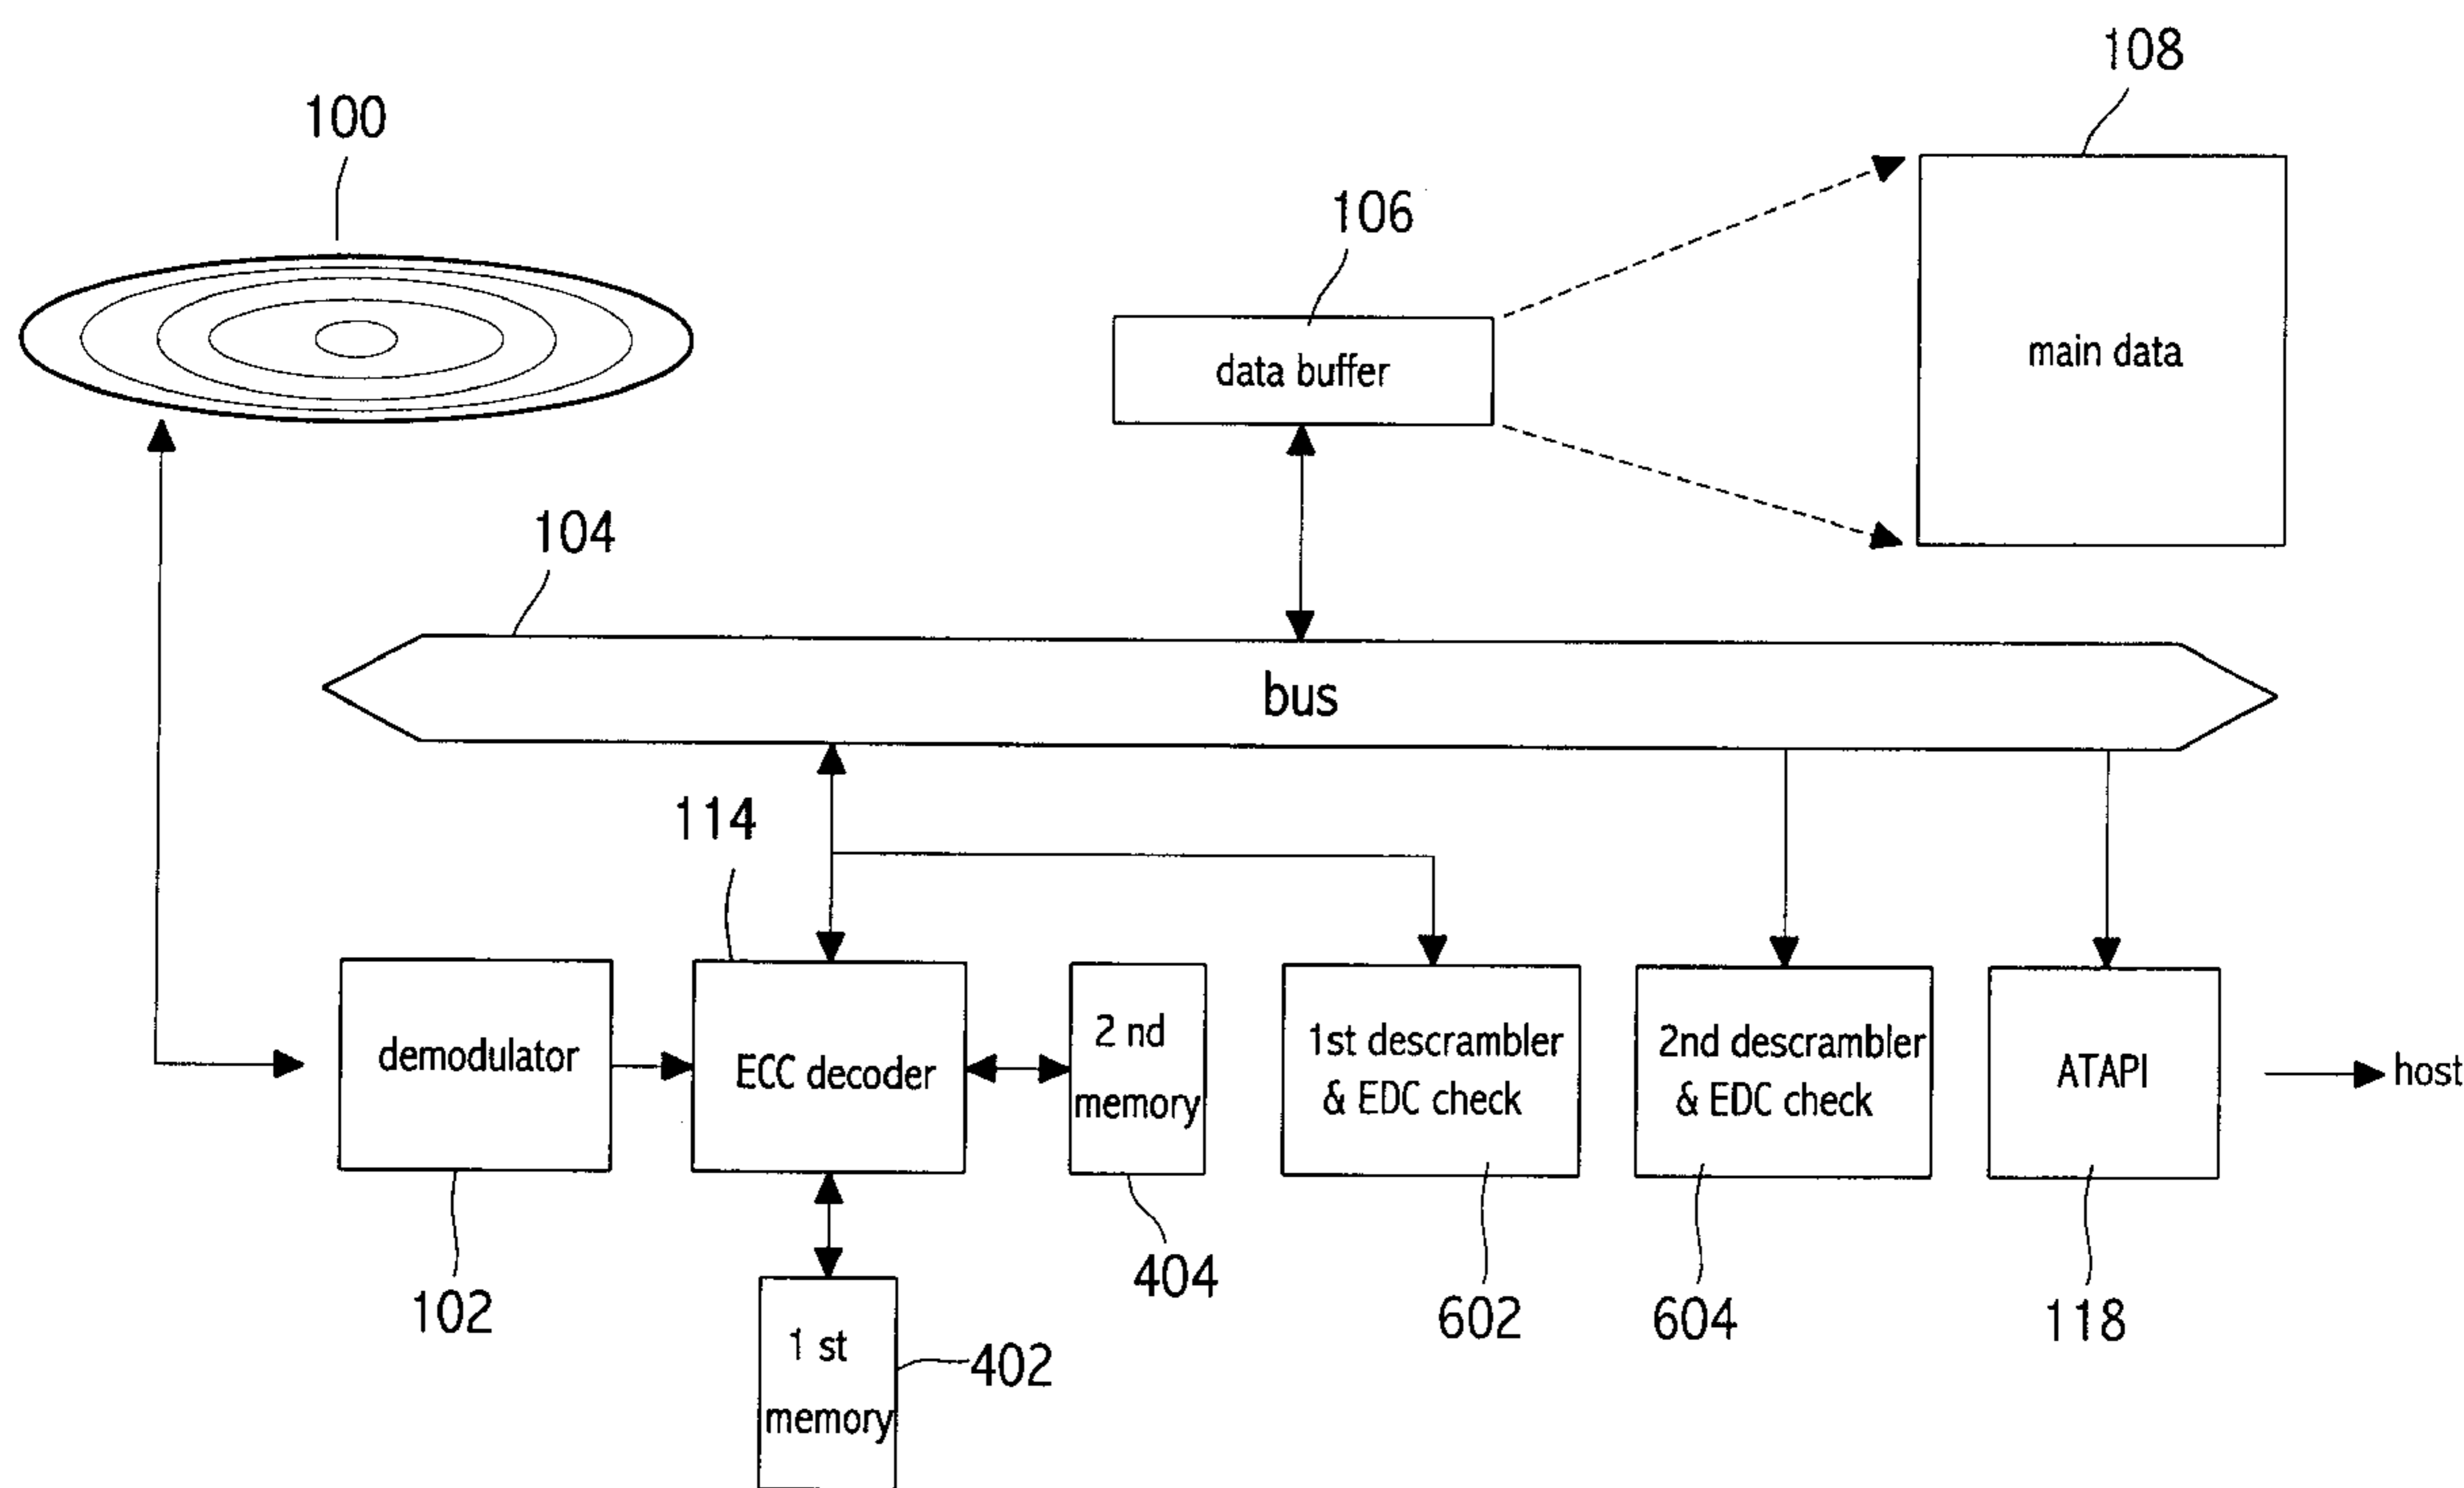 108
100
106
data buffer
main data
104
bus
114
demodulator
ECC decoder
2 nd
memory
1st descrambler
& EDC check
2nd descrambler
& EDC check
ATAPI
host
102
404
602
604
118
1 st
memory
402